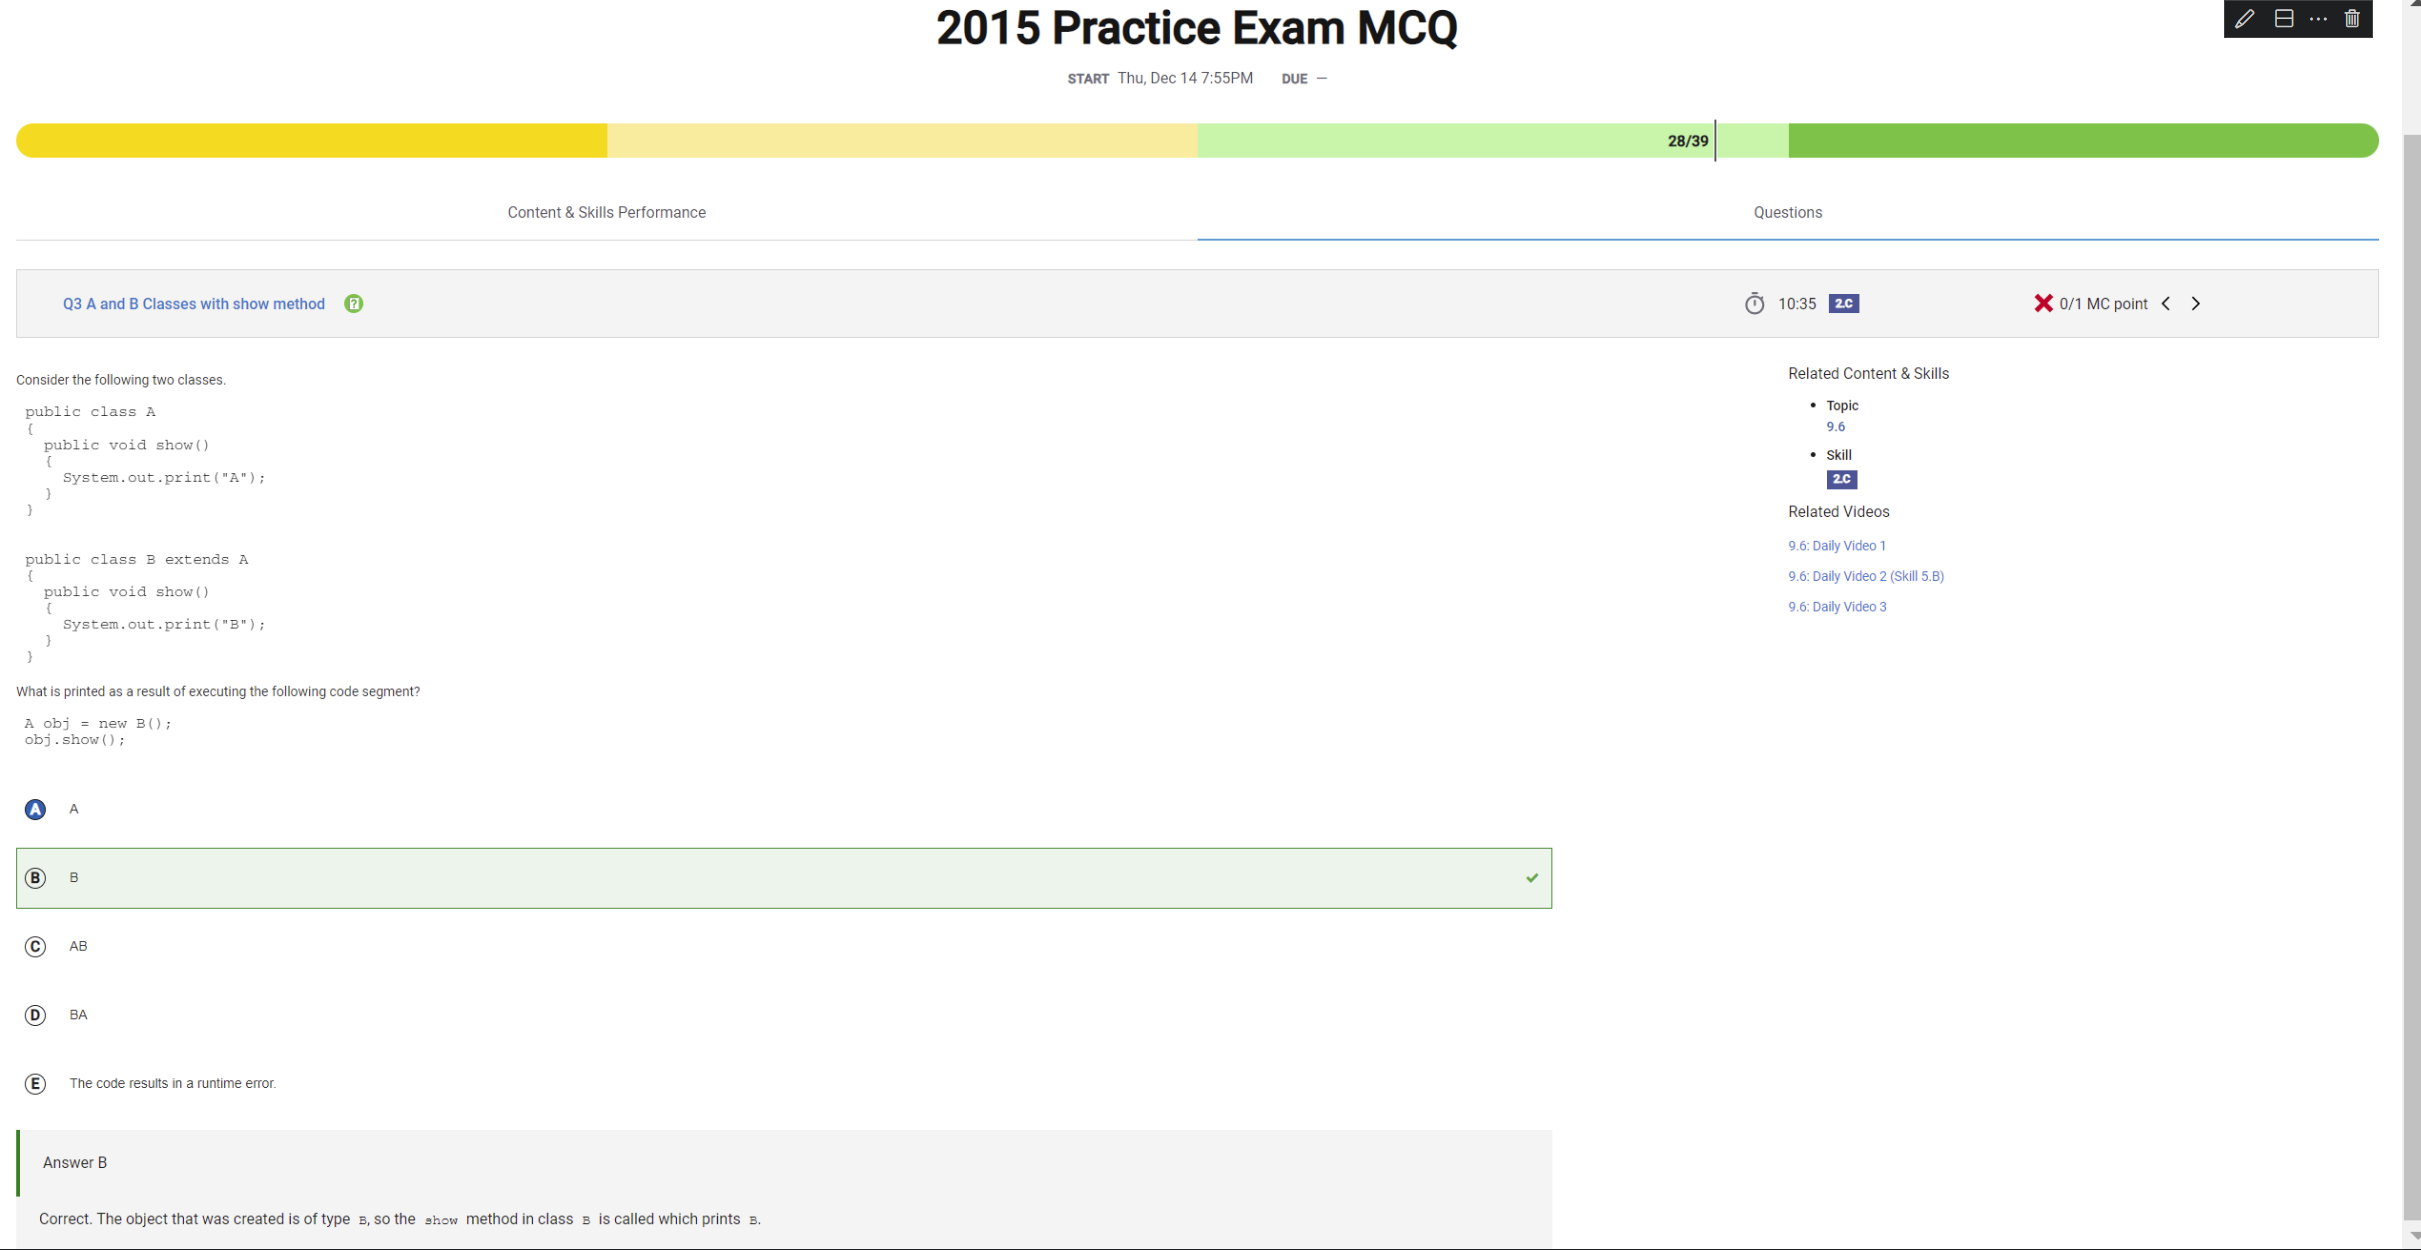 2015 Practice Exam MCQ
START Thu, Dec 14 7:55PM DUE —
28/39
Content & Skills Performance
Questions
Q3 A and B Classes with show method
10:35 2.C
0/1 MC point
Consider the following two classes.
public class A
{
public void show()
{
System.out.print("A");
}
}
public class B extends A
{
public void show()
{
System.out.print("B");
}
}
What is printed as a result of executing the following code segment?
A obj = new B();
obj.show();
A A
B B
C AB
D BA
E The code results in a runtime error.
Answer B
Correct. The object that was created is of type B, so the show method in class B is called which prints B.
Related Content & Skills
• Topic
9.6
• Skill
2.C
Related Videos
9.6: Daily Video 1
9.6: Daily Video 2 (Skill 5.B)
9.6: Daily Video 3